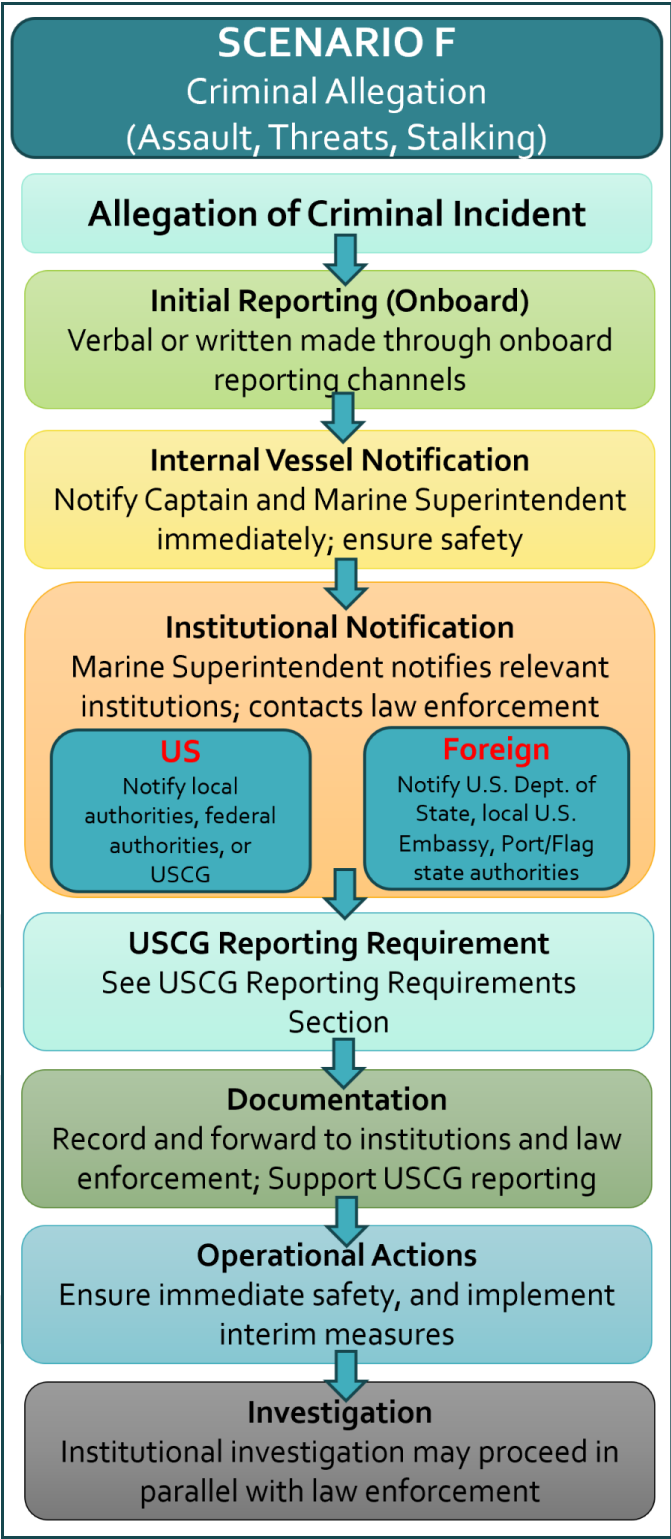 SCENARIO F
Criminal Allegation
(Assault, Threats, Stalking)
Allegation of Criminal Incident
Initial Reporting (Onboard)
Verbal or written made through onboard
reporting channels
Internal Vessel Notification
Notify Captain and Marine Superintendent
immediately; ensure safety
Institutional Notification
Marine Superintendent notifies relevant
institutions; contacts law enforcement
US
Notify local
authorities, federal
authorities, or
USCG
Foreign
Notify U.S. Dept. of
State, local U.S.
Embassy, Port/Flag
state authorities
USCG Reporting Requirement
See USCG Reporting Requirements
Section
Documentation
Record and forward to institutions and law
enforcement; Support USCG reporting
Operational Actions
Ensure immediate safety, and implement
interim measures
Investigation
Institutional investigation may proceed in
parallel with law enforcement